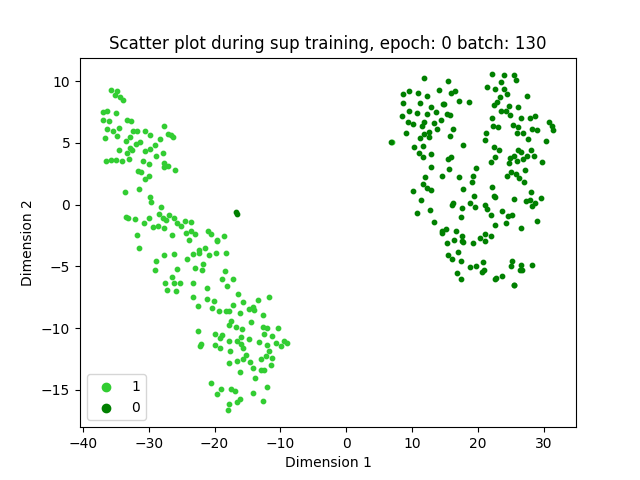 Scatter plot during sup training, epoch: 0 batch: 130
10
5
0
−5
−10
−15
Dimension 2
1
0
−40 −30 −20 −10 0 10 20 30
Dimension 1